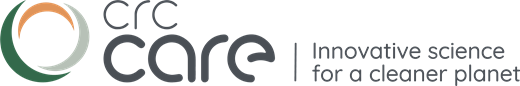 crc
care
Innovative science
for a cleaner planet